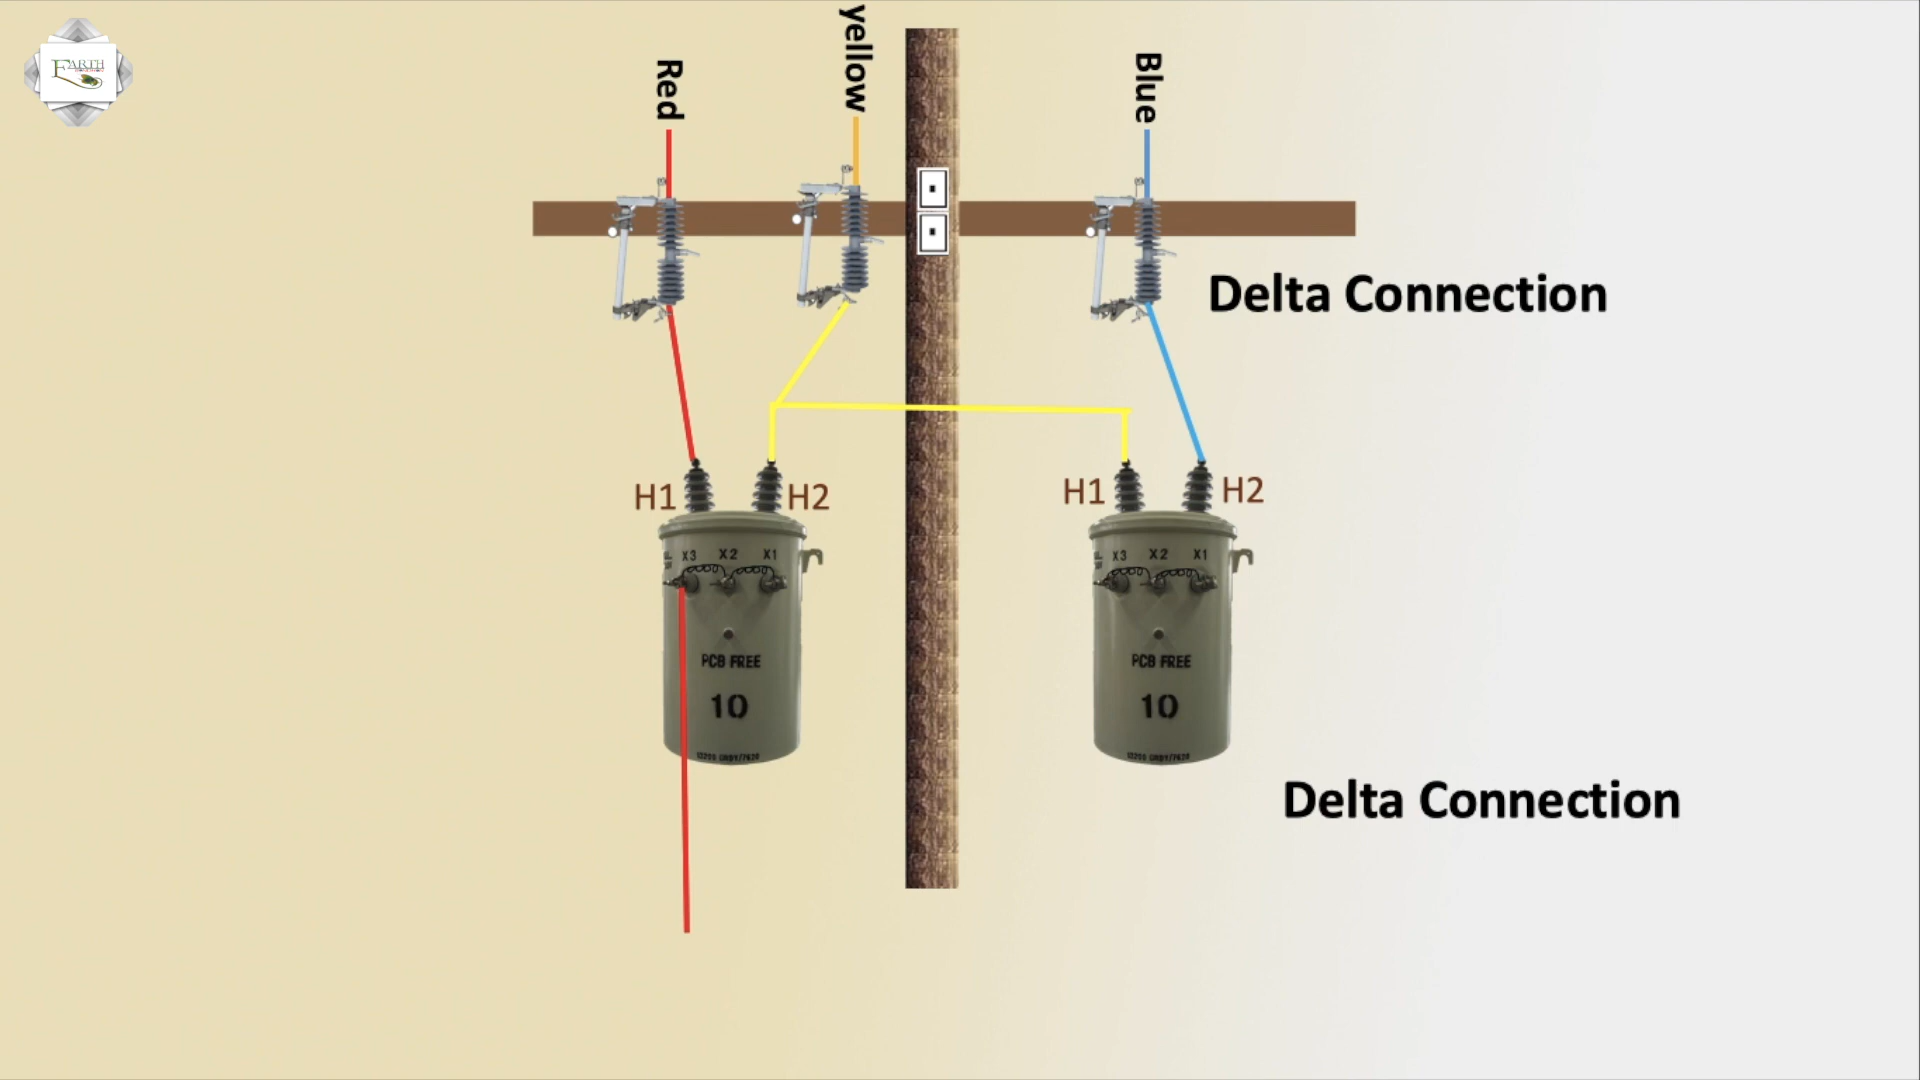 EARTH
Red
yellow
Blue
Delta Connection
H1
H2
H1
H2
X3 X2 X1
X3 X2 X1
PCB FREE
PCB FREE
10
10
Delta Connection